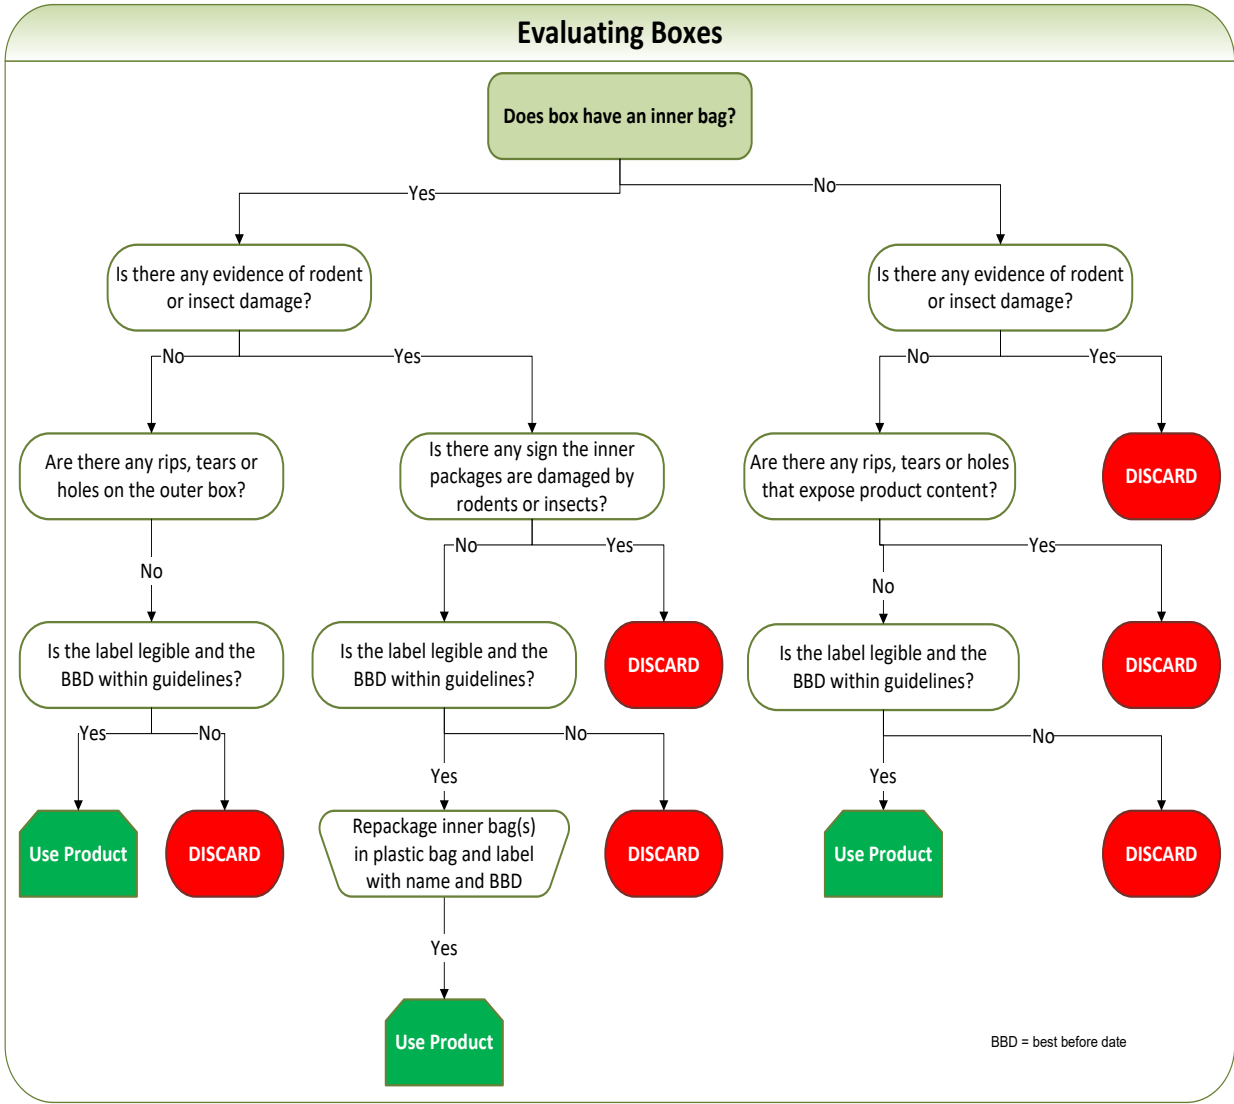 Evaluating Boxes
Does box have an inner bag?
Yes
No
Is there any evidence of rodent
or insect damage?
Is there any evidence of rodent
or insect damage?
No
Yes
No
Yes
Are there any rips, tears or
holes on the outer box?
Is there any sign the inner
packages are damaged by
rodents or insects?
Are there any rips, tears or holes
that expose product content?
DISCARD
No
No
Yes
No
Yes
Is the label legible and the
BBD within guidelines?
Is the label legible and the
BBD within guidelines?
DISCARD
Is the label legible and the
BBD within guidelines?
DISCARD
Yes
No
Yes
No
Yes
No
Use Product
DISCARD
Repackage inner bag(s)
in plastic bag and label
with name and BBD
DISCARD
Use Product
DISCARD
Yes
Use Product
BBD = best before date